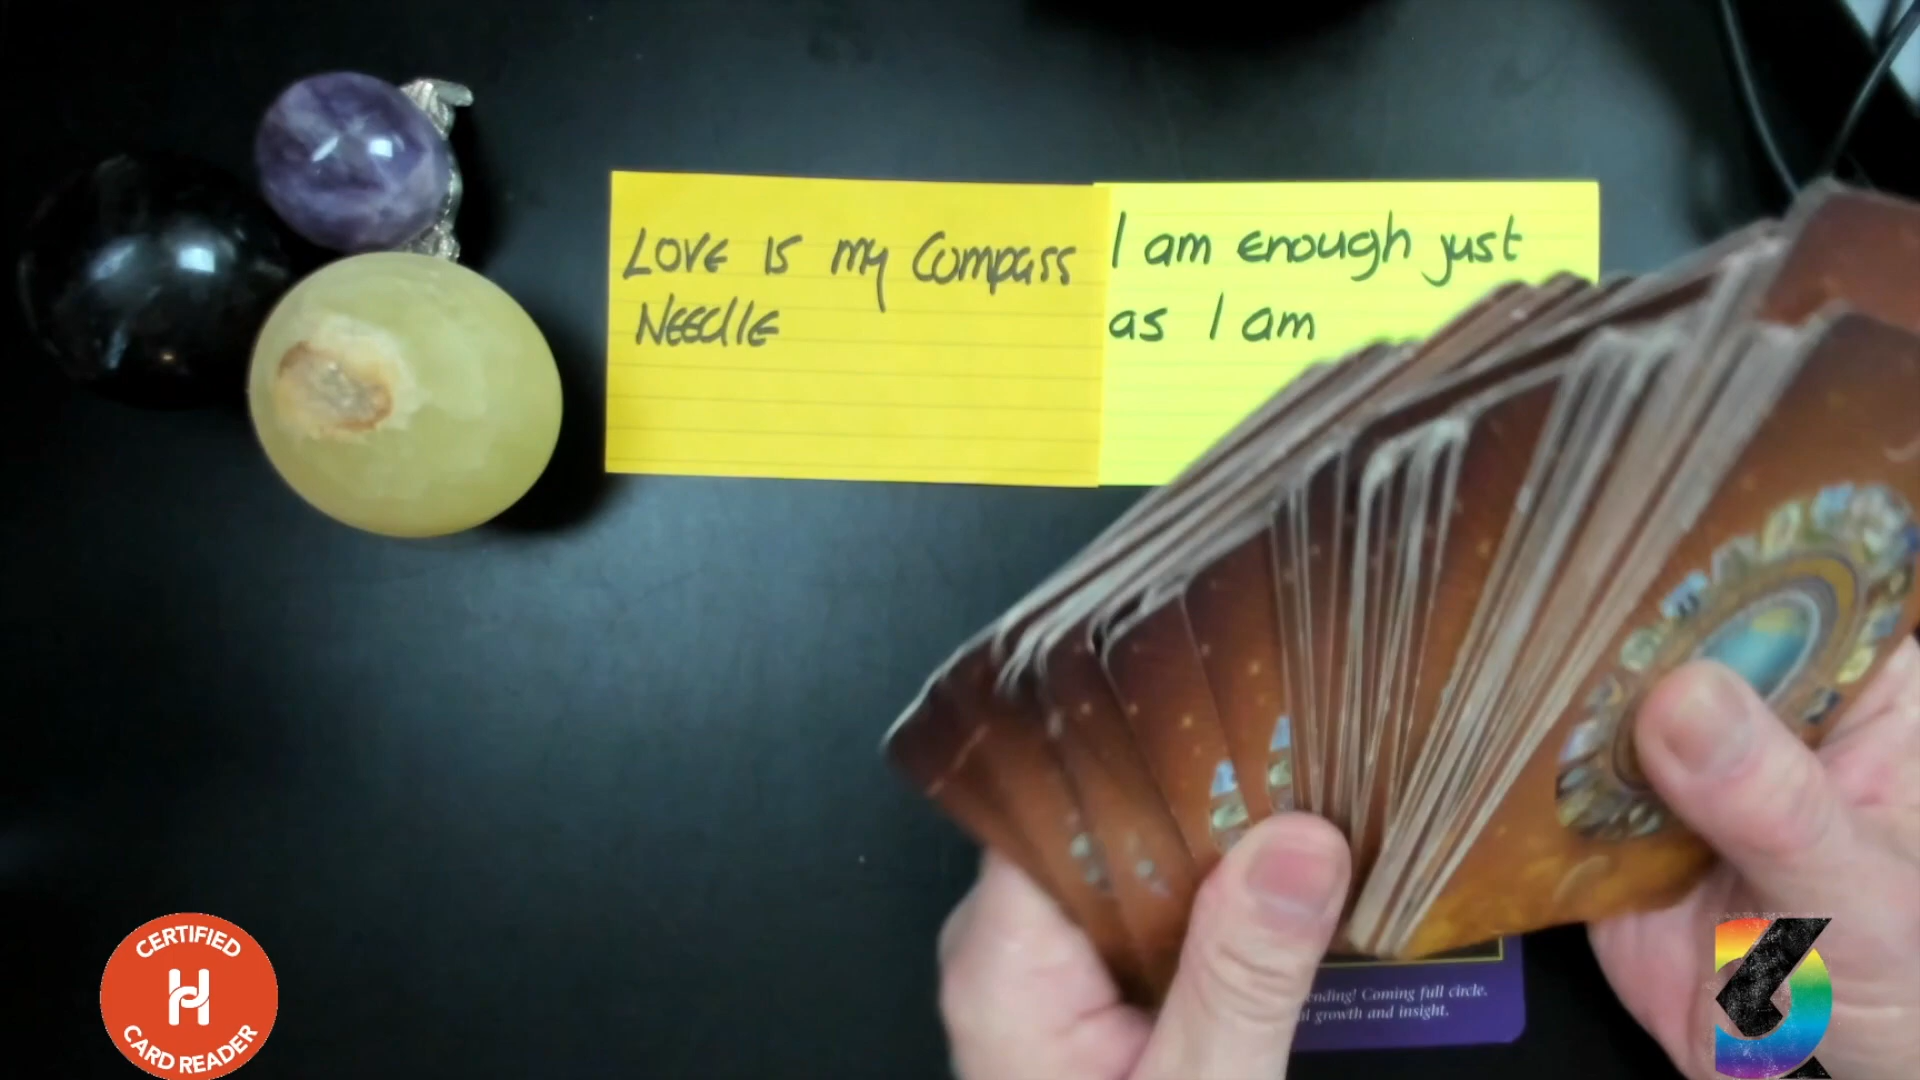 LOVE IS my Compass
NEEdlE
I am enough just
as I am
ending! Coming full circle.
growth and insight.
CERTIFIED
H
CARD READER